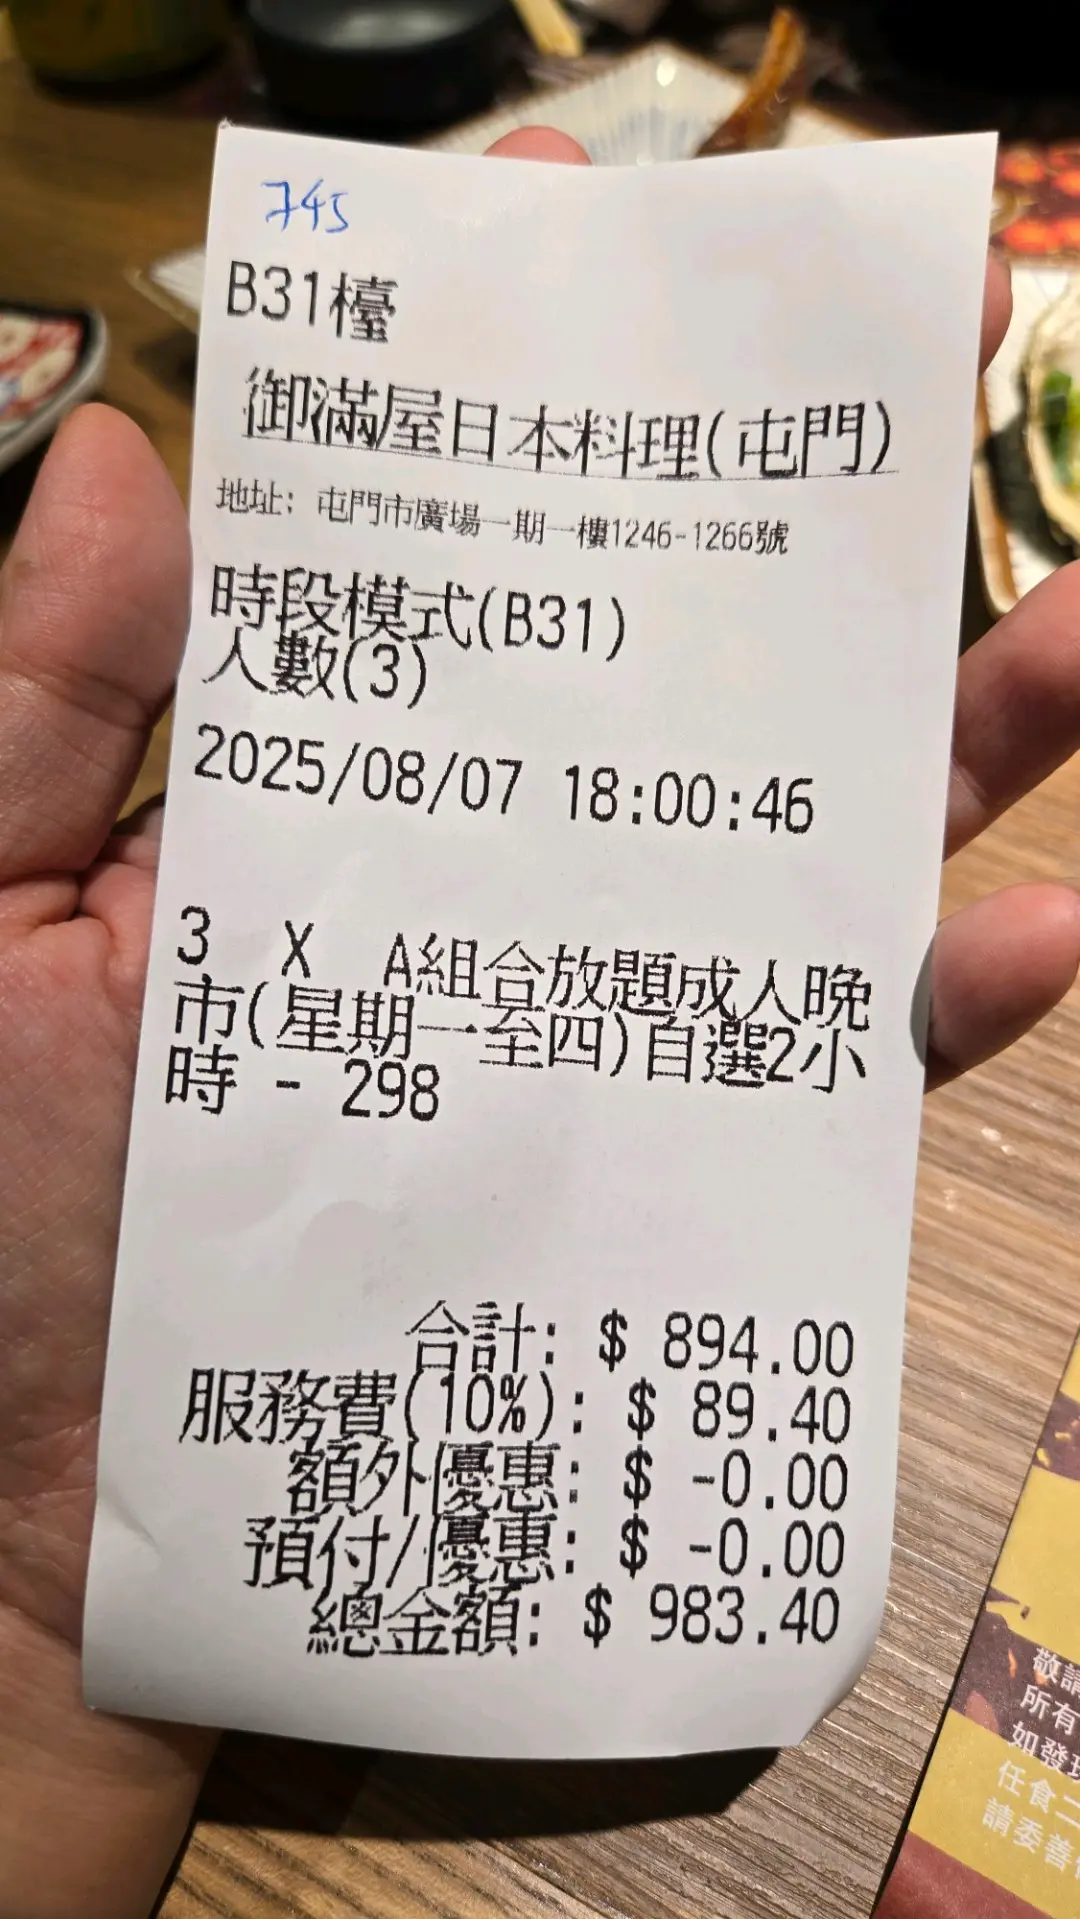 745
B31檯
御滿屋日本料理(屯門)
地址: 屯門市廣場一期一樓1246-1266號
時段模式(B31)
人數(3)
2025/08/07 18:00:46
3 X A組合放題成人晚
市(星期一至四)自選2小
時 - 298
合計: $ 894.00
服務費(10%): $ 89.40
額外優惠: $ -0.00
預付/優惠: $ -0.00
總金額: $ 983.40
敬請
所有
如發現
任食二
請委善